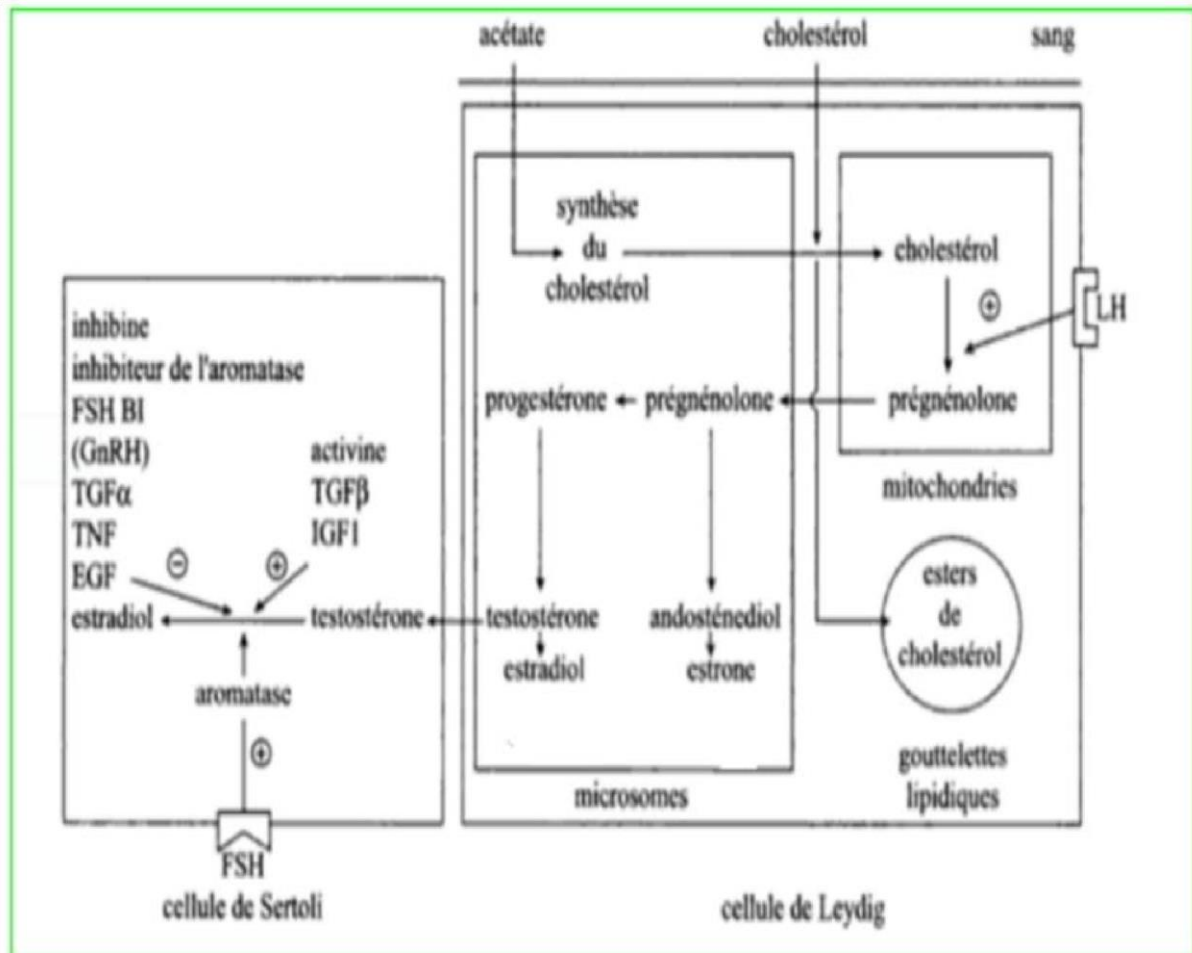 acétate
cholestérol
sang
synthèse
du
cholestérol
cholestérol
LH
progestérone
prégnénolone
prégnénolone
mitochondries
testostérone
andosténediol
estradiol
estrone
microsomes
esters
de
cholestérol
gouttelettes
lipidiques
cellule de Leydig
inhibine
inhibiteur de l'aromatase
FSH BI
(GnRH)
TGFα
TNF
EGF
activine
TGFβ
IGF1
estradiol
testostérone
aromatase
FSH
cellule de Sertoli